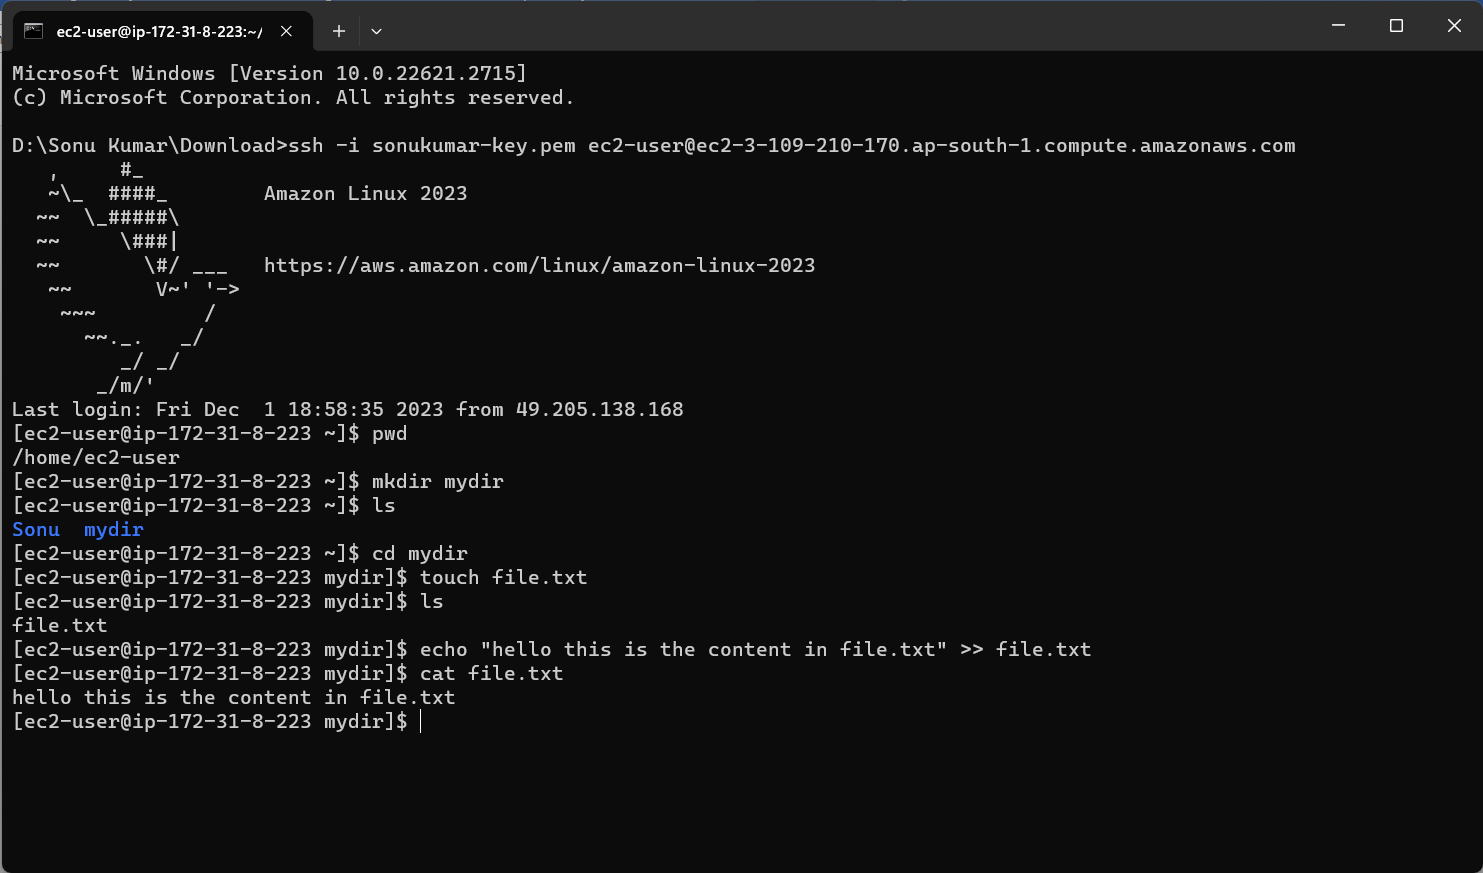 ec2-user@ip-172-31-8-223:~/
Microsoft Windows [Version 10.0.22621.2715]
(c) Microsoft Corporation. All rights reserved.
D:\Sonu Kumar\Download>ssh -i sonukumar-key.pem ec2-user@ec2-3-109-210-170.ap-south-1.compute.amazonaws.com
   ,     #_
   ~\_  ####_        Amazon Linux 2023
  ~~  \_#####\
  ~~     \###|
  ~~       \#/ ___   https://aws.amazon.com/linux/amazon-linux-2023
   ~~       V~' '->
    ~~~         /
      ~~._.   _/
         _/ _/
       _/m/'
Last login: Fri Dec  1 18:58:35 2023 from 49.205.138.168
[ec2-user@ip-172-31-8-223 ~]$ pwd
/home/ec2-user
[ec2-user@ip-172-31-8-223 ~]$ mkdir mydir
[ec2-user@ip-172-31-8-223 ~]$ ls
Sonu  mydir
[ec2-user@ip-172-31-8-223 ~]$ cd mydir
[ec2-user@ip-172-31-8-223 mydir]$ touch file.txt
[ec2-user@ip-172-31-8-223 mydir]$ ls
file.txt
[ec2-user@ip-172-31-8-223 mydir]$ echo "hello this is the content in file.txt" >> file.txt
[ec2-user@ip-172-31-8-223 mydir]$ cat file.txt
hello this is the content in file.txt
[ec2-user@ip-172-31-8-223 mydir]$